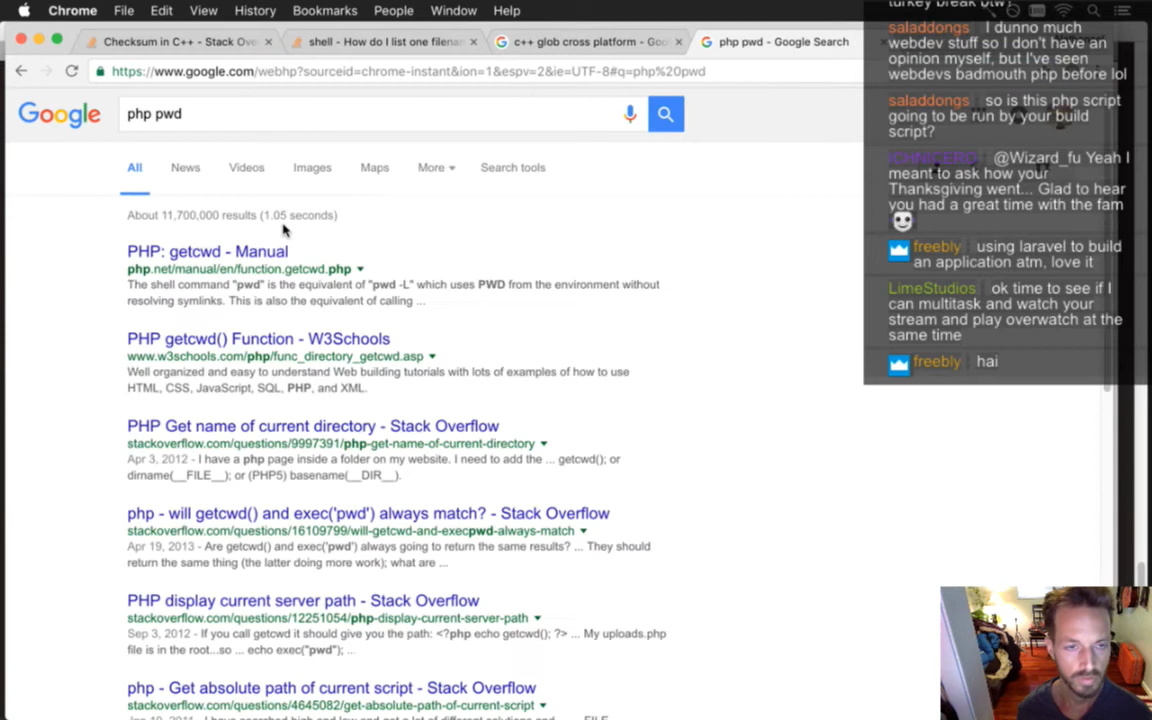 Chrome File Edit View History Bookmarks People Window Help
Checksum in C++ - Stack Ove
shell - How do I list one filena
c++ glob cross platform - Goo
php pwd - Google Search
https://www.google.com/webhp?sourceid=chrome-instant&ion=1&espv=2&ie=UTF-8#q=php%20pwd
Google
php pwd
All News Videos Images Maps More Search tools
About 11,700,000 results (1.05 seconds)
PHP: getcwd - Manual
php.net/manual/en/function.getcwd.php
The shell command "pwd" is the equivalent of "pwd -L" which uses PWD from the environment without
resolving symlinks. This is also the equivalent of calling ...
PHP getcwd() Function - W3Schools
www.w3schools.com/php/func_directory_getcwd.asp
Well organized and easy to understand Web building tutorials with lots of examples of how to use
HTML, CSS, JavaScript, SQL, PHP, and XML.
PHP Get name of current directory - Stack Overflow
stackoverflow.com/questions/9997391/php-get-name-of-current-directory
Apr 3, 2012 - I have a php page inside a folder on my website. I need to add the ... getcwd(); or
dirname(__FILE__); or (PHP5) basename(__DIR__).
php - will getcwd() and exec('pwd') always match? - Stack Overflow
stackoverflow.com/questions/16109799/will-getcwd-and-execpwd-always-match
Apr 19, 2013 - Are getcwd() and exec('pwd') always going to return the same results? ... They should
return the same thing (the latter doing more work); what are ...
PHP display current server path - Stack Overflow
stackoverflow.com/questions/12251054/php-display-current-server-path
Sep 3, 2012 - If you call getcwd it should give you the path: <?php echo getcwd(); ?> ... My uploads.php
file is in the root...so ... echo exec("pwd"); ...
php - Get absolute path of current script - Stack Overflow
stackoverflow.com/questions/4645082/get-absolute-path-of-current-script
turkey break btw!
saladdongs I dunno much
webdev stuff so I don't have an
opinion myself, but I've seen
webdevs badmouth php before lol
saladdongs so is this php script
going to be run by your build
script?
@Wizard_fu Yeah I
meant to ask how your
Thanksgiving went... Glad to hear
you had a great time with the fam
freebly using laravel to build
an application atm, love it
LimeStudios ok time to see if I
can multitask and watch your
stream and play overwatch at the
same time
freebly hai